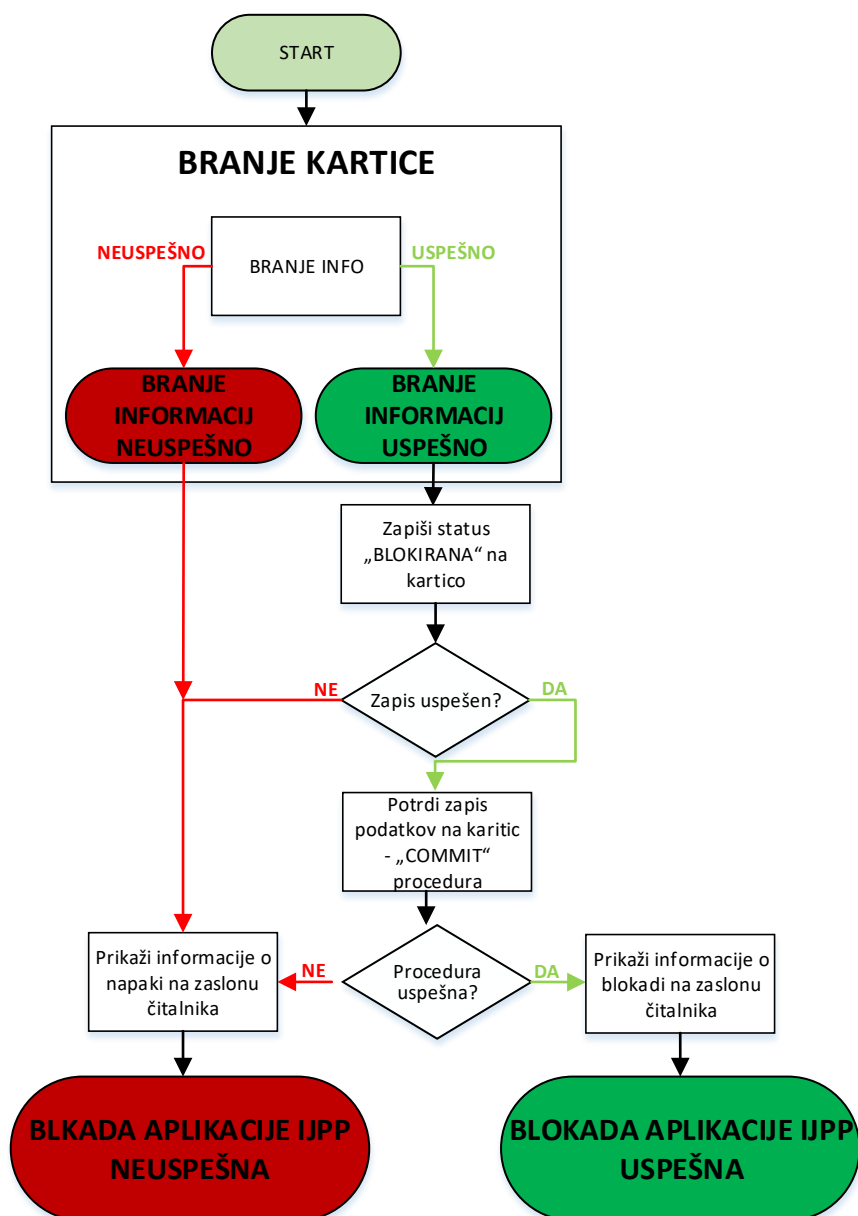 START
BRANJE KARTICE
NEUSPEŠNO
USPEŠNO
BRANJE INFO
BRANJE
INFORMACIJ
NEUSPEŠNO
BRANJE
INFORMACIJ
USPEŠNO
Zapiši status
„BLOKIRANA“ na
kartico
NE
Zapis uspešen?
DA
Potrdi zapis
podatkov na karitic
- „COMMIT“
procedura
Prikaži informacije o
napaki na zaslonu
čitalnika
NE
Procedura
uspešna?
DA
Prikaži informacije o
blokadi na zaslonu
čitalnika
BLKADA APLIKACIJE IJPP
NEUSPEŠNA
BLOKADA APLIKACIJE IJPP
USPEŠNA